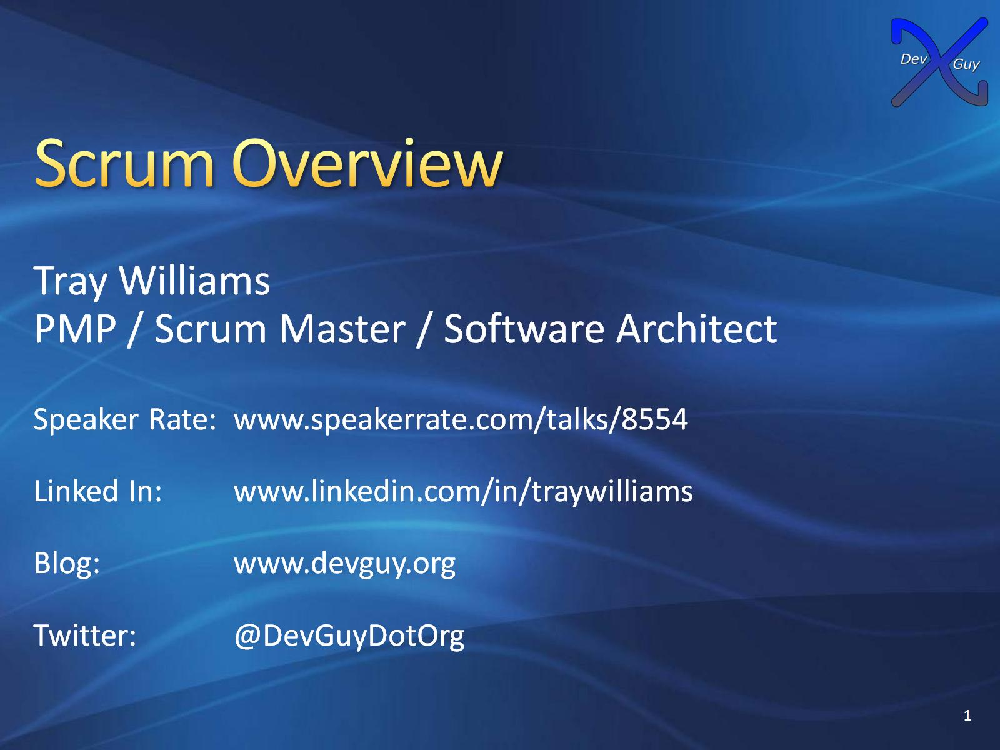 Dev Guy
Scrum Overview
Tray Williams
PMP / Scrum Master / Software Architect
Speaker Rate: www.speakerrate.com/talks/8554
Linked In: www.linkedin.com/in/traywilliams
Blog: www.devguy.org
Twitter: @DevGuyDotOrg
1